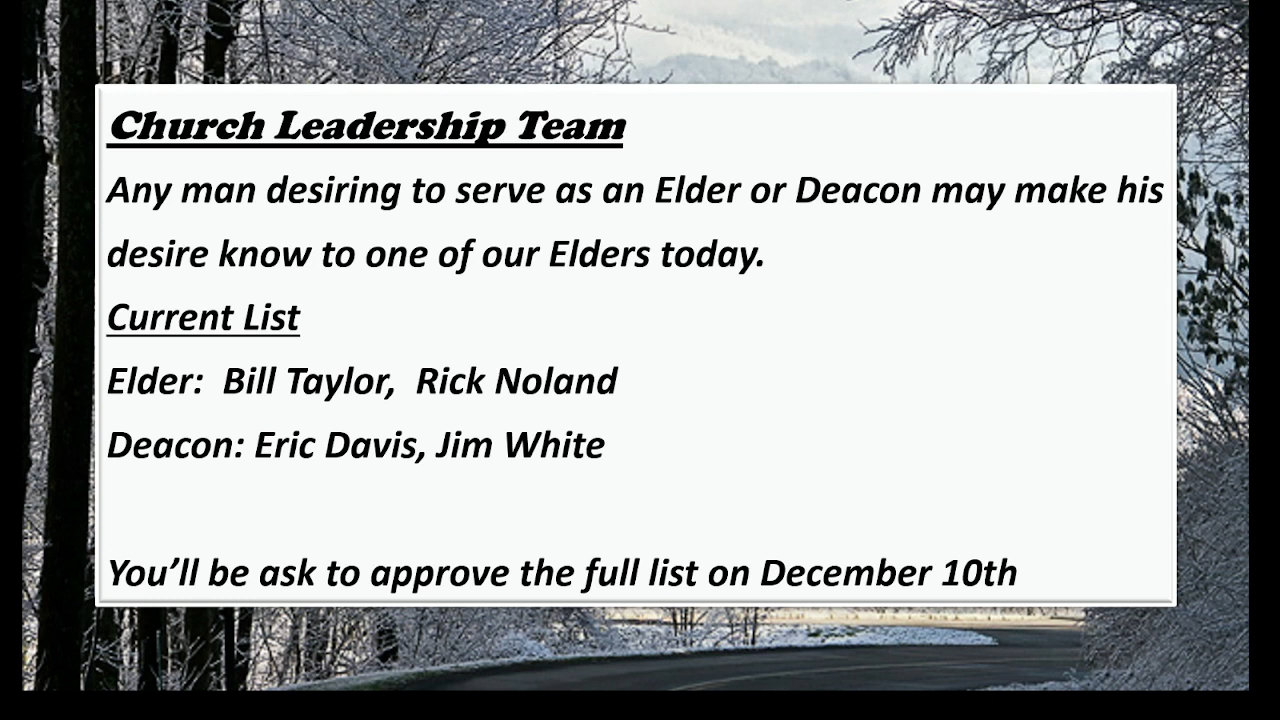 Church Leadership Team
Any man desiring to serve as an Elder or Deacon may make his
desire know to one of our Elders today.
Current List
Elder:  Bill Taylor,  Rick Noland
Deacon: Eric Davis, Jim White
You’ll be ask to approve the full list on December 10th